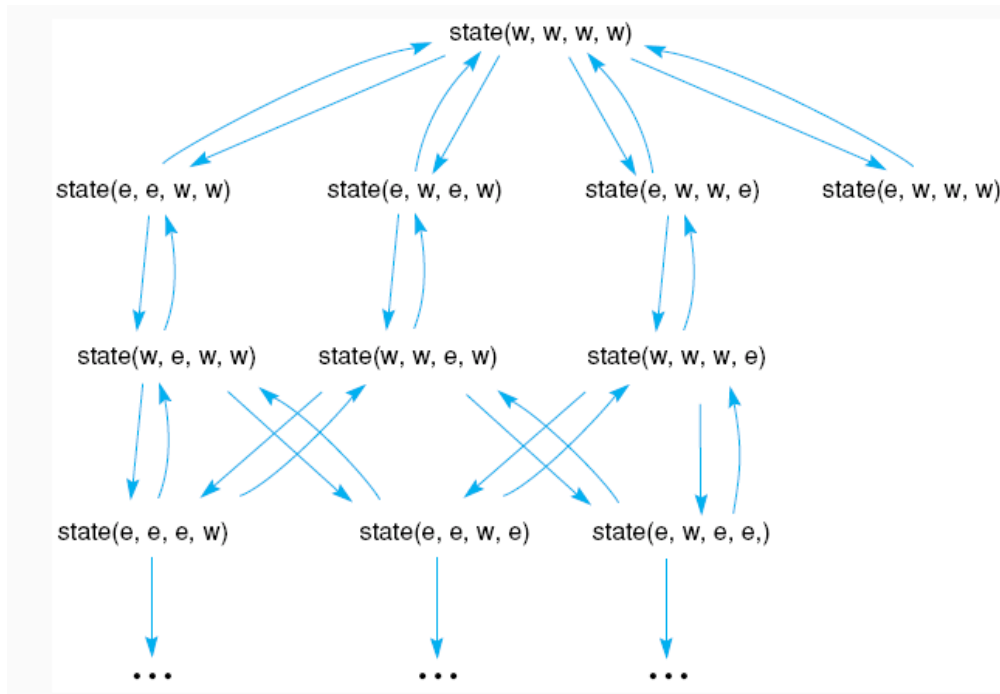 state(w, w, w, w)
state(e, e, w, w) state(e, w, e, w) state(e, w, w, e) state(e, w, w, w)
state(w, e, w, w) state(w, w, e, w) state(w, w, w, e)
state(e, e, e, w) state(e, e, w, e) state(e, w, e, e,)
... ... ...